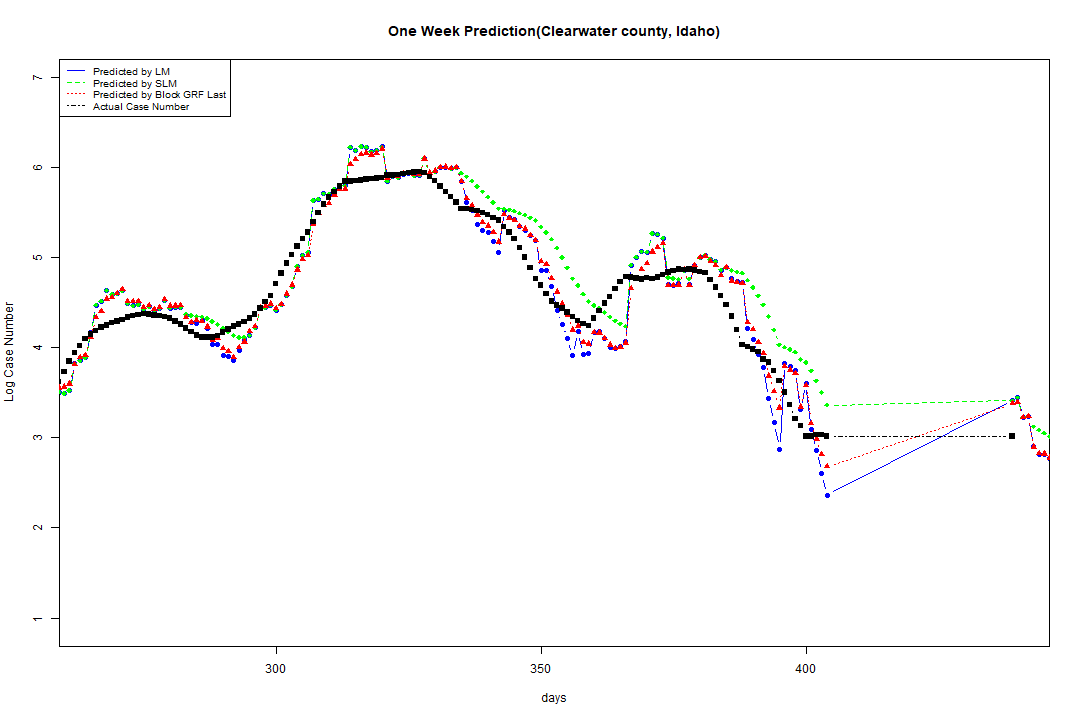 One Week Prediction(Clearwater county, Idaho)
Predicted by LM
Predicted by SLM
Predicted by Block GRF Last
Actual Case Number
7
6
5
4
3
2
1
Log Case Number
300 350 400
days